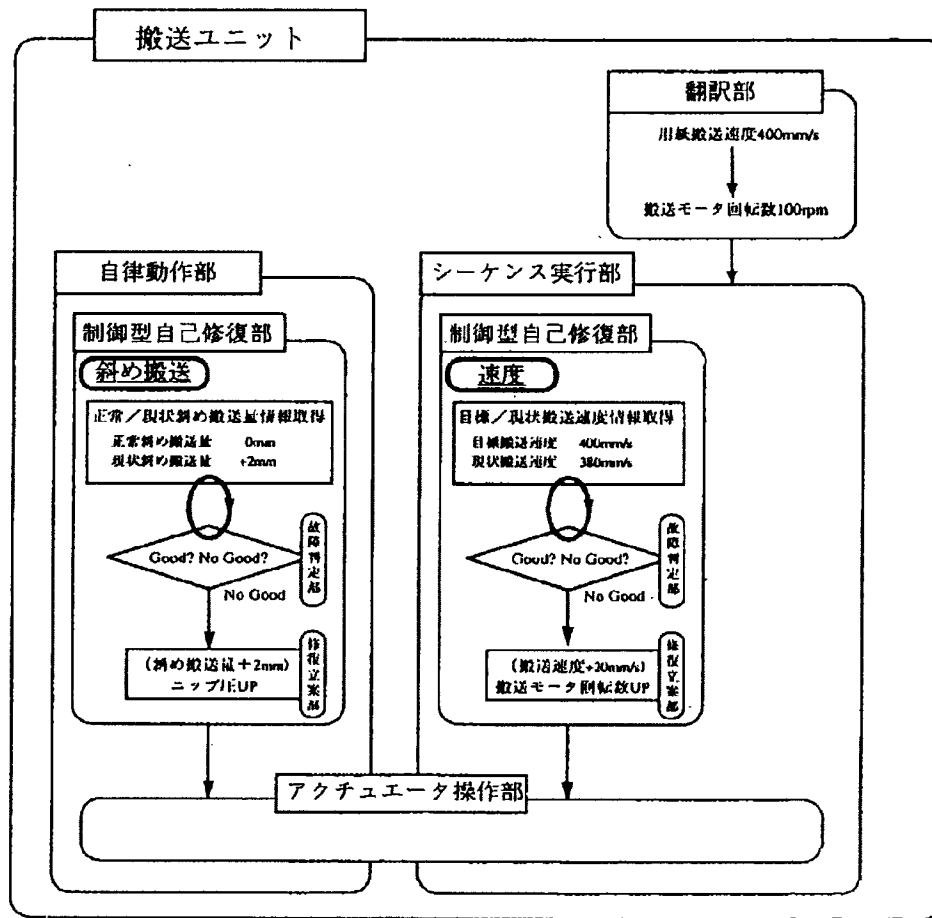 搬送ユニット
翻訳部
用紙搬送速度400mm/s
搬送モータ回転数100rpm
自律動作部
制御型自己修復部
斜め搬送
正常／現状斜め搬送量情報取得
正常斜め搬送量 0mm
現状斜め搬送量 +2mm
Good? No Good?
故障判定部
No Good
(斜め搬送量+2mm)
ニップ圧UP
修復立案部
シーケンス実行部
制御型自己修復部
速度
目標／現状搬送速度情報取得
目標搬送速度 400mm/s
現状搬送速度 380mm/s
Good? No Good?
故障判定部
No Good
(搬送速度+20mm/s)
搬送モータ回転数UP
修復立案部
アクチュエータ操作部